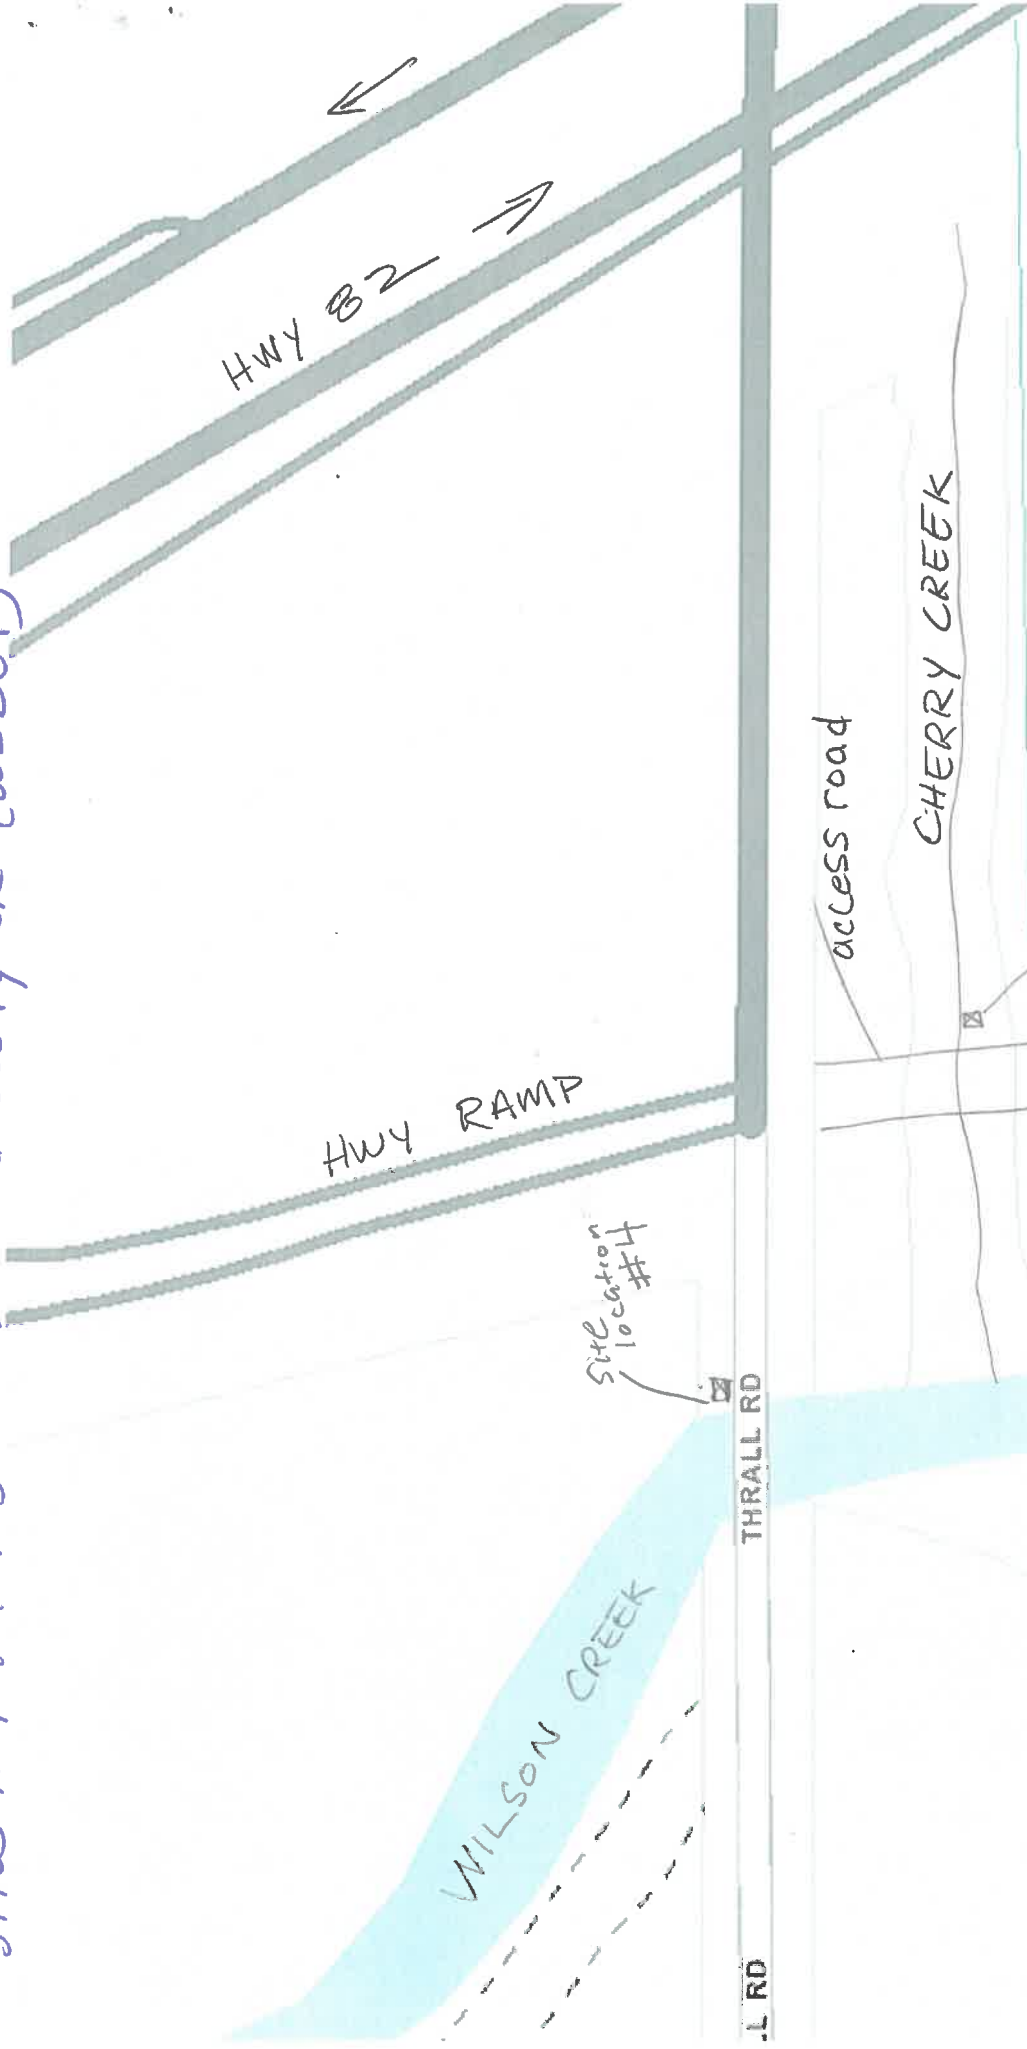 HWY 82
HWY RAMP
Site
location
#4
THRALL RD
access road
CHERRY CREEK
WILSON CREEK
L RD